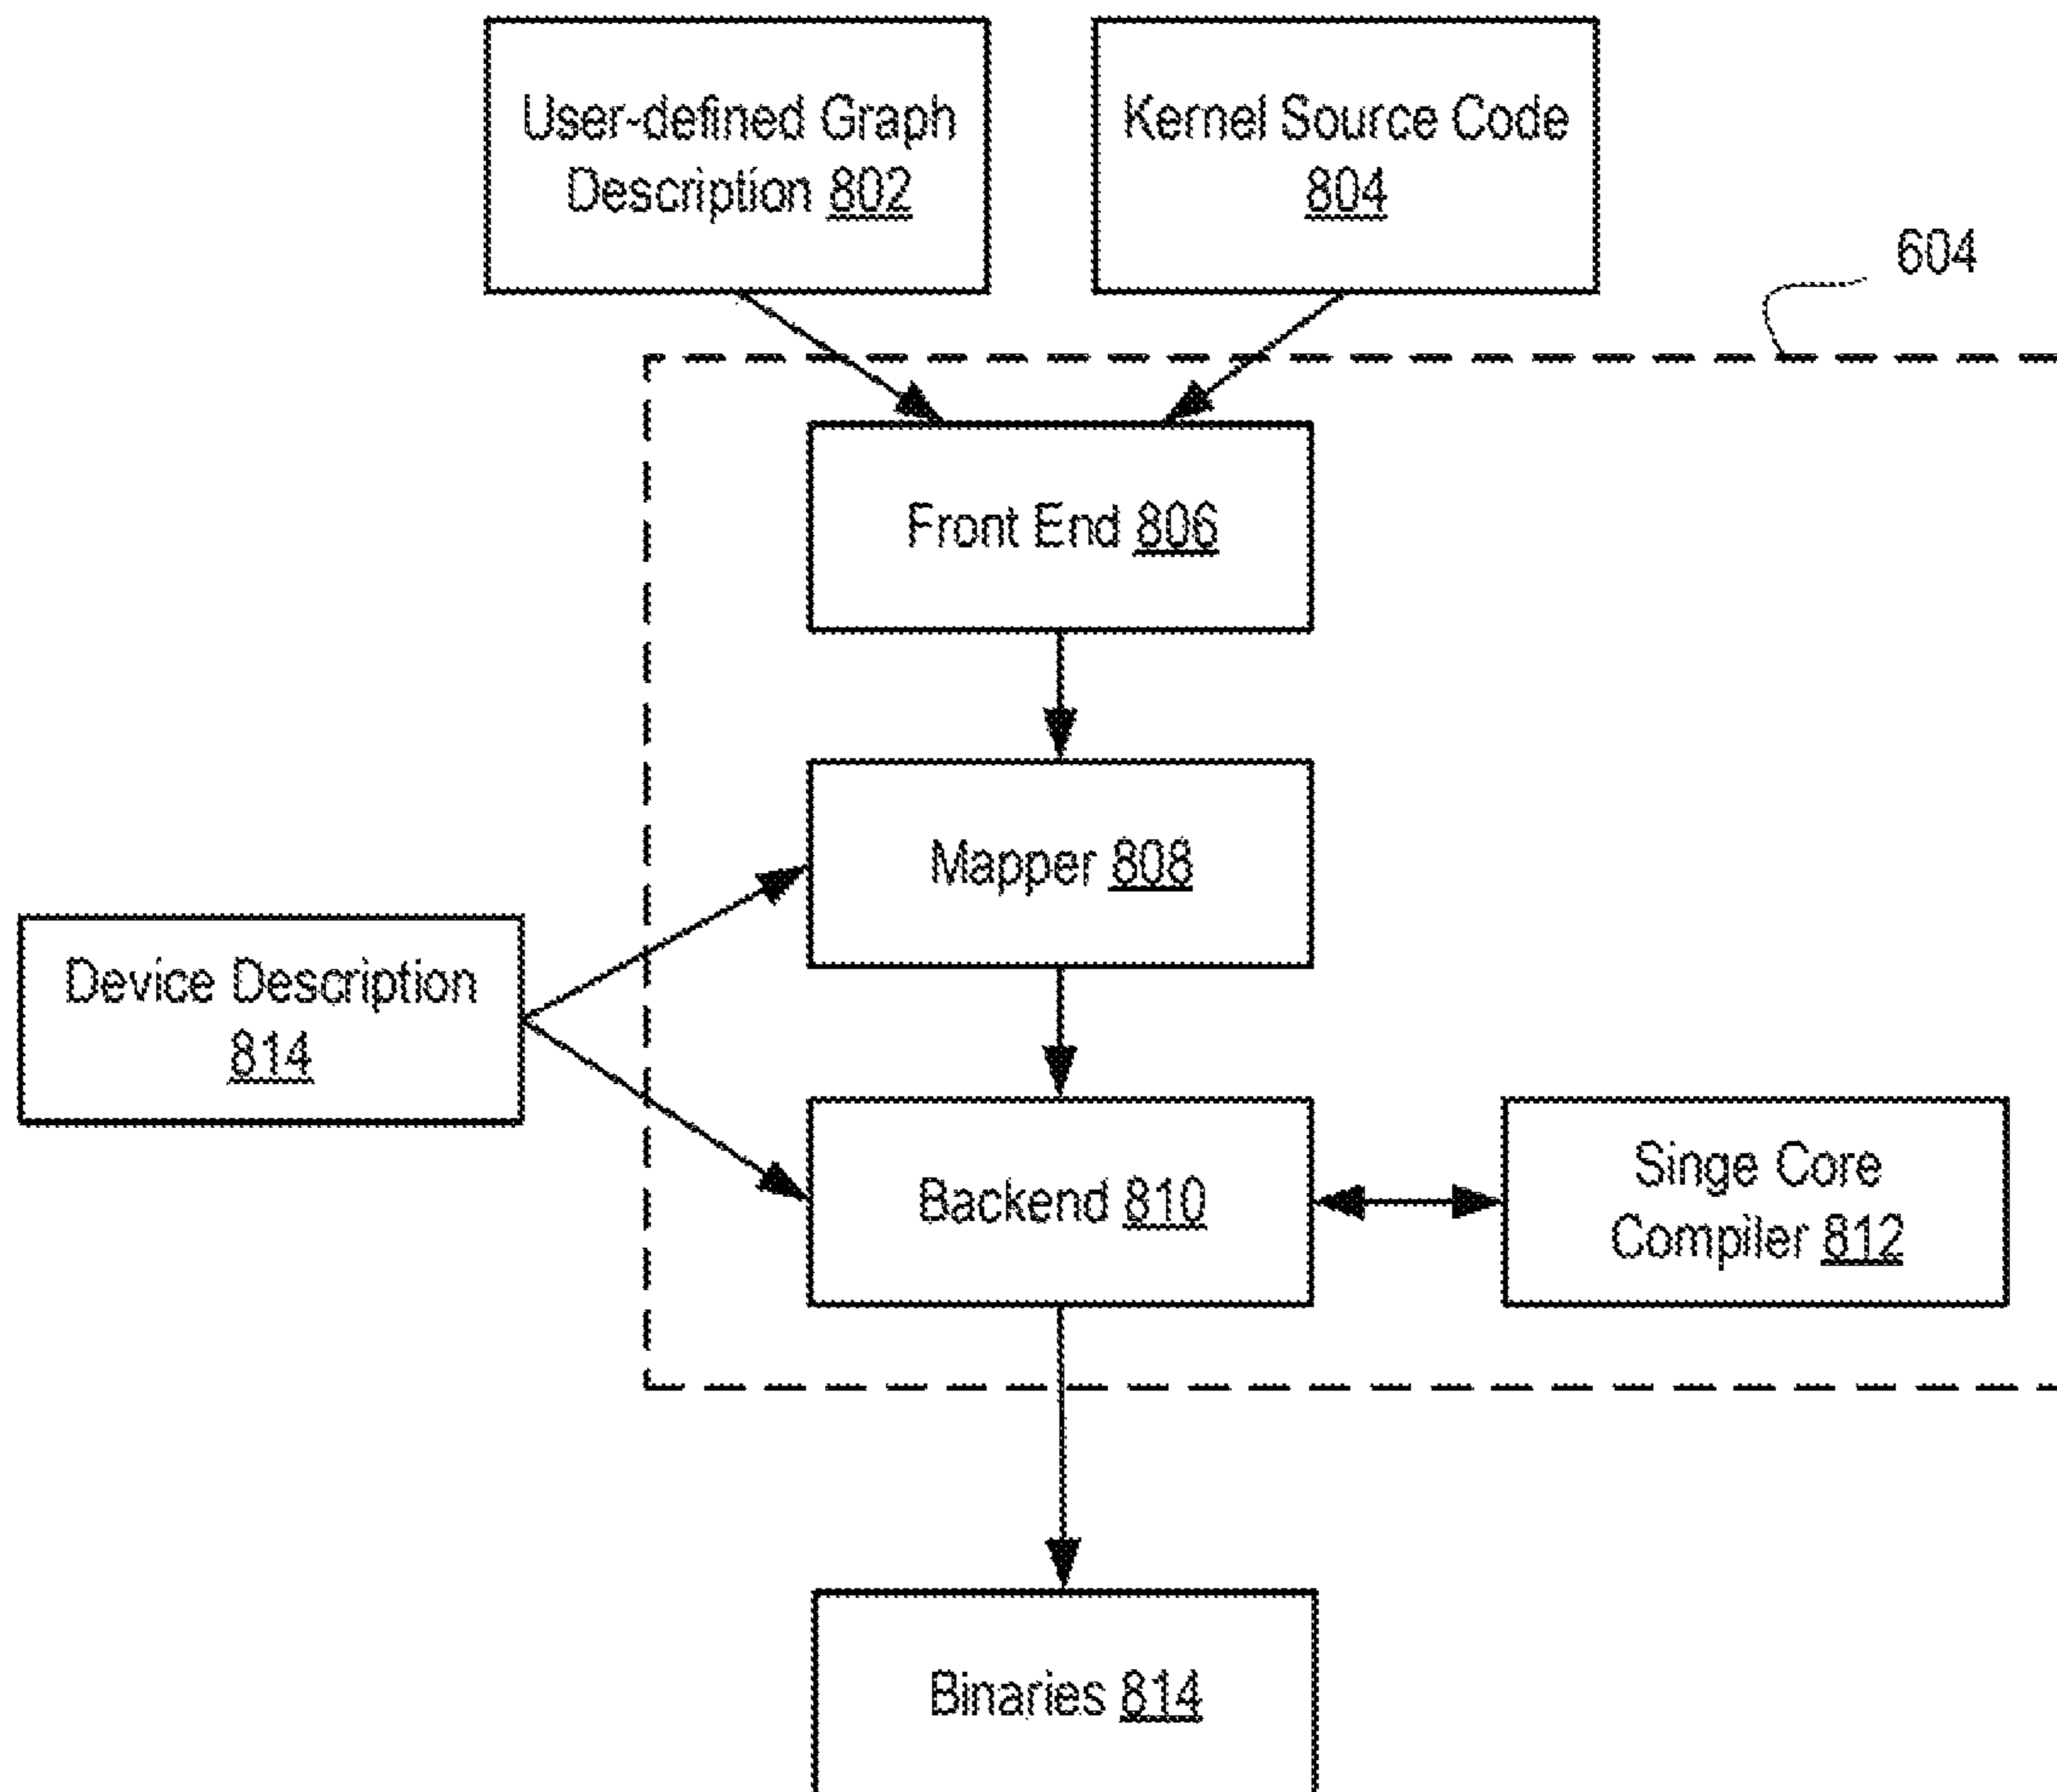 User-defined Graph
Description 802
Kernel Source Code
804
604
Front End 806
Mapper 808
Device Description
814
Backend 810
Singe Core
Compiler 812
Binaries 814